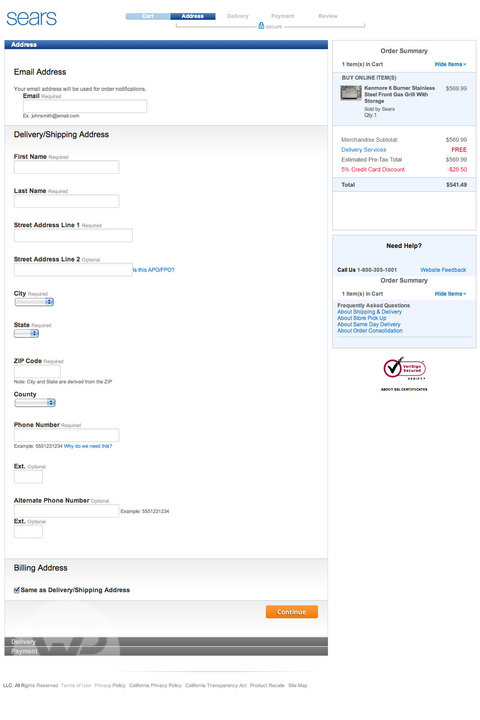 sears
Cart Address Delivery Payment Review
secure
Address
Email Address
Your email address will be used for order notifications.
Email Required
Ex. johnsmith@email.com
Delivery/Shipping Address
First Name Required
Last Name Required
Street Address Line 1 Required
Street Address Line 2 Optional
Is this APO/FPO?
City Required
State Required
ZIP Code Required
Note: City and State are derived from the ZIP
County
Phone Number Required
Example: 5551231234 Why do we need this?
Ext. Optional
Alternate Phone Number Optional
Example: 5551231234
Ext. Optional
Billing Address
Same as Delivery/Shipping Address
Continue
Delivery
Payment
Order Summary
1 Item(s) in Cart Hide Items
BUY ONLINE ITEM(S)
Kenmore 6 Burner Stainless $569.99
Steel Front Gas Grill With
Storage
Sold by Sears
Qty.1
Merchandise Subtotal: $569.99
Delivery Services FREE
Estimated Pre-Tax Total $569.99
5% Credit Card Discount -$28.50
Total $541.49
Need Help?
Call Us 1-800-305-1001 Website Feedback
Order Summary
1 Item(s) in Cart Hide Items
Frequently Asked Questions
About Shipping & Delivery
About Store Pick Up
About Same Day Delivery
About Order Consolidation
VeriSign
Secured
VERIFY
ABOUT SSL CERTIFICATES
LLC. All Rights Reserved Terms of Use Privacy Policy California Privacy Policy California Transparency Act Product Recalls Site Map